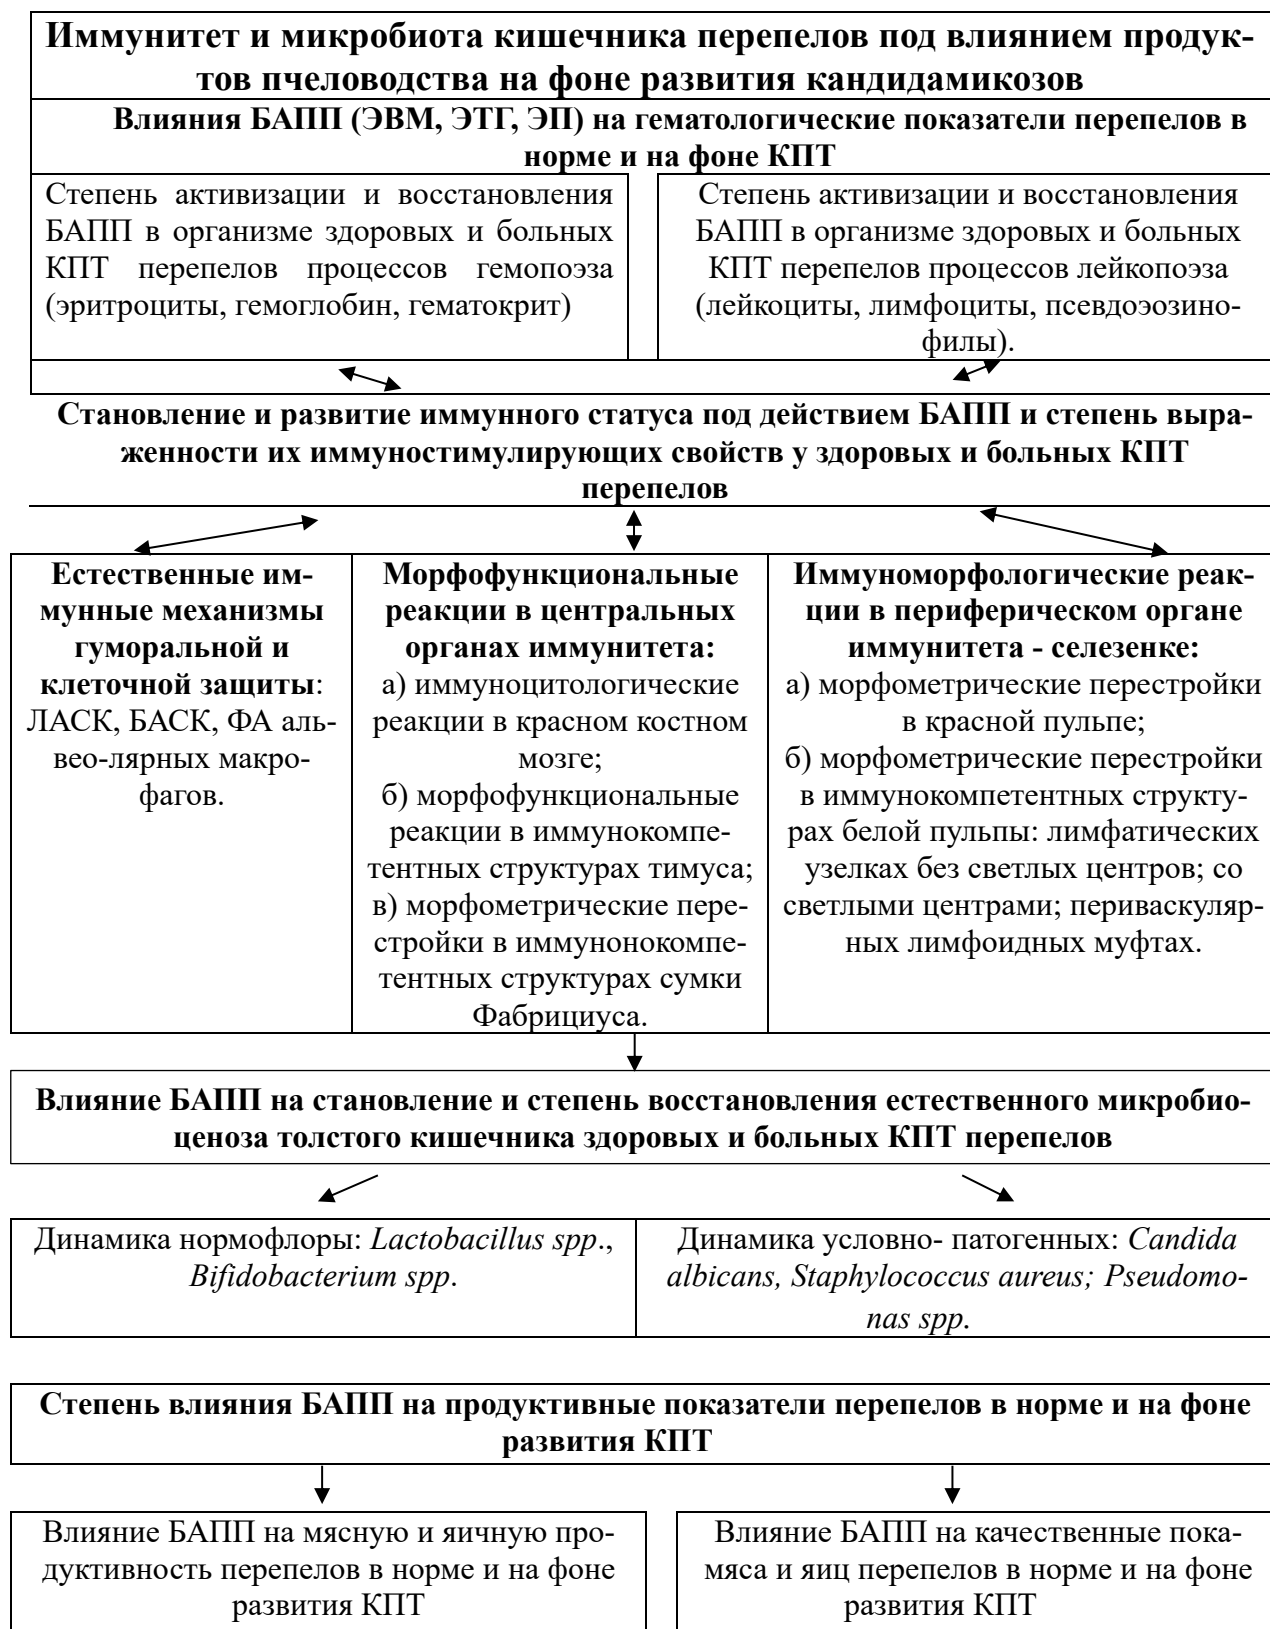 Иммунитет и микробиота кишечника перепелов под влиянием продук-
тов пчеловодства на фоне развития кандидамикозов
Влияния БАПП (ЭВМ, ЭТГ, ЭП) на гематологические показатели перепелов в
норме и на фоне КПТ
Степень активизации и восстановления
БАПП в организме здоровых и больных
КПТ перепелов процессов гемопоэза
(эритроциты, гемоглобин, гематокрит)
Степень активизации и восстановления
БАПП в организме здоровых и больных
КПТ перепелов процессов лейкопоэза
(лейкоциты, лимфоциты, псевдоэозино-
филы).
Становление и развитие иммунного статуса под действием БАПП и степень выра-
женности их иммуностимулирующих свойств у здоровых и больных КПТ
перепелов
Естественные им-
мунные механизмы
гуморальной и
клеточной защиты:
ЛАСК, БАСК, ФА аль-
вео-лярных макро-
фагов.
Морфофункциональные
реакции в центральных
органах иммунитета:
а) иммуноцитологические
реакции в красном костном
мозге;
б) морфофункциональные
реакции в иммунокомпе-
тентных структурах тимуса;
в) морфометрические пере-
стройки в иммунонокомпе-
тентных структурах сумки
Фабрициуса.
Иммуноморфологические реак-
ции в периферическом органе
иммунитета - селезенке:
а) морфометрические перестройки
в красной пульпе;
б) морфометрические перестройки
в иммунокомпетентных структу-
рах белой пульпы: лимфатических
узелках без светлых центров; со
светлыми центрами; периваскуляр-
ных лимфоидных муфтах.
Влияние БАПП на становление и степень восстановления естественного микробио-
ценоза толстого кишечника здоровых и больных КПТ перепелов
Динамика нормофлоры: Lactobacillus spp.,
Bifidobacterium spp.
Динамика условно- патогенных: Candida
albicans, Staphylococcus aureus; Pseudomo-
nas spp.
Степень влияния БАПП на продуктивные показатели перепелов в норме и на фоне
развития КПТ
Влияние БАПП на мясную и яичную про-
дуктивность перепелов в норме и на фоне
развития КПТ
Влияние БАПП на качественные пока-
мяса и яиц перепелов в норме и на фоне
развития КПТ